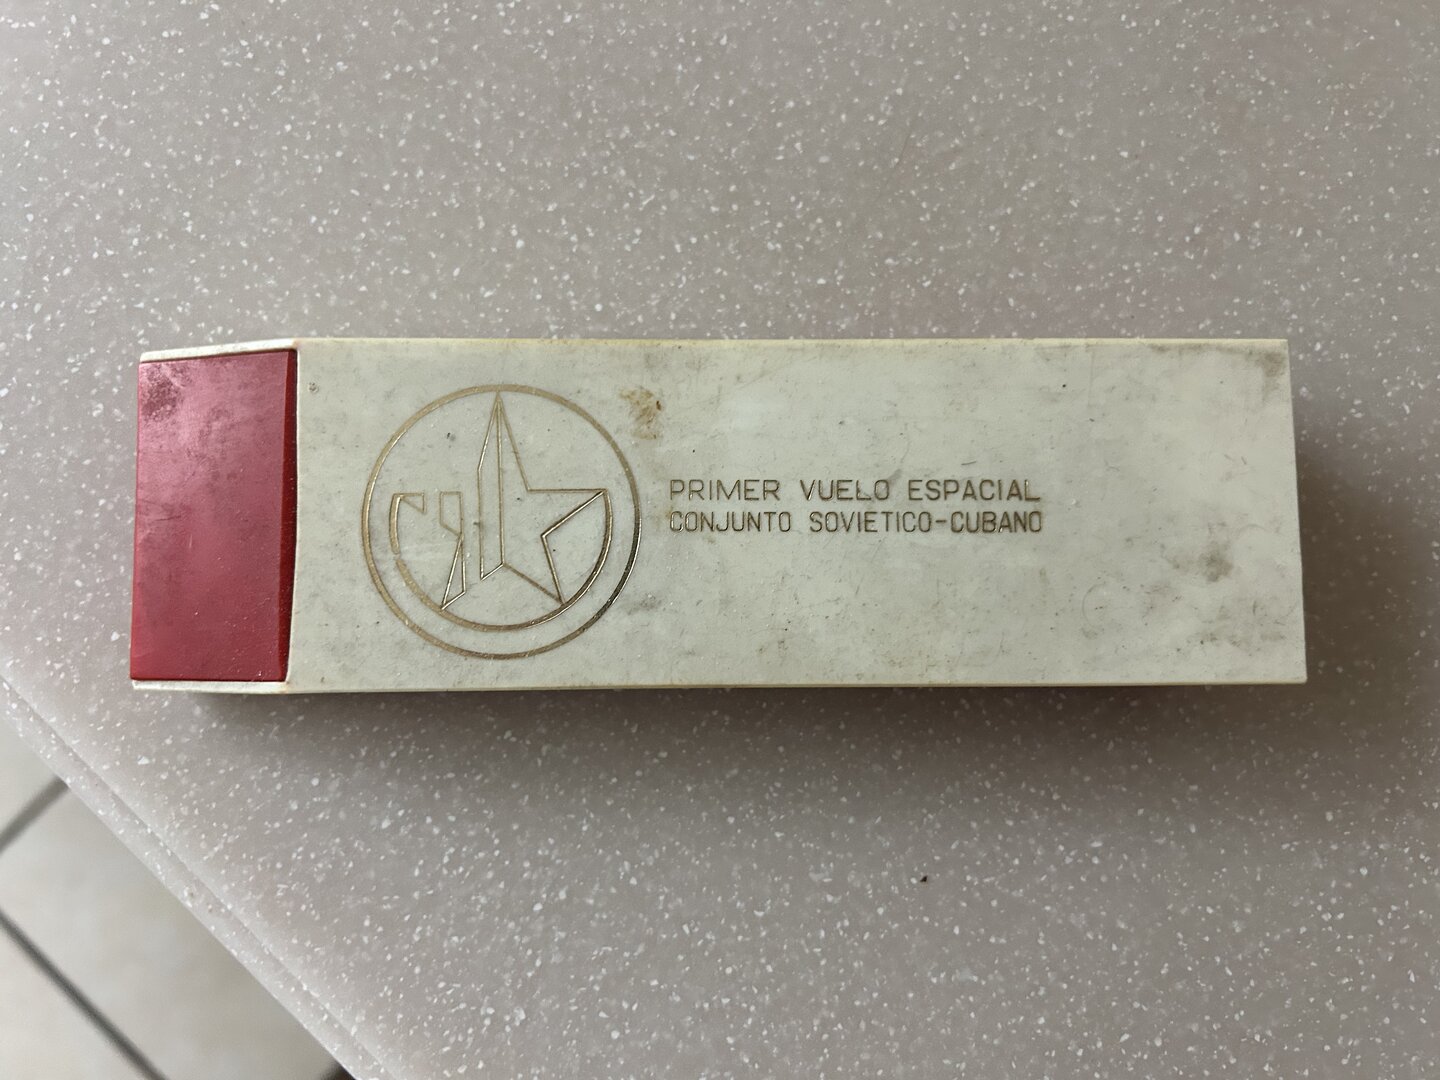 PRIMER VUELO ESPACIAL
CONJUNTO SOVIETICO-CUBANO